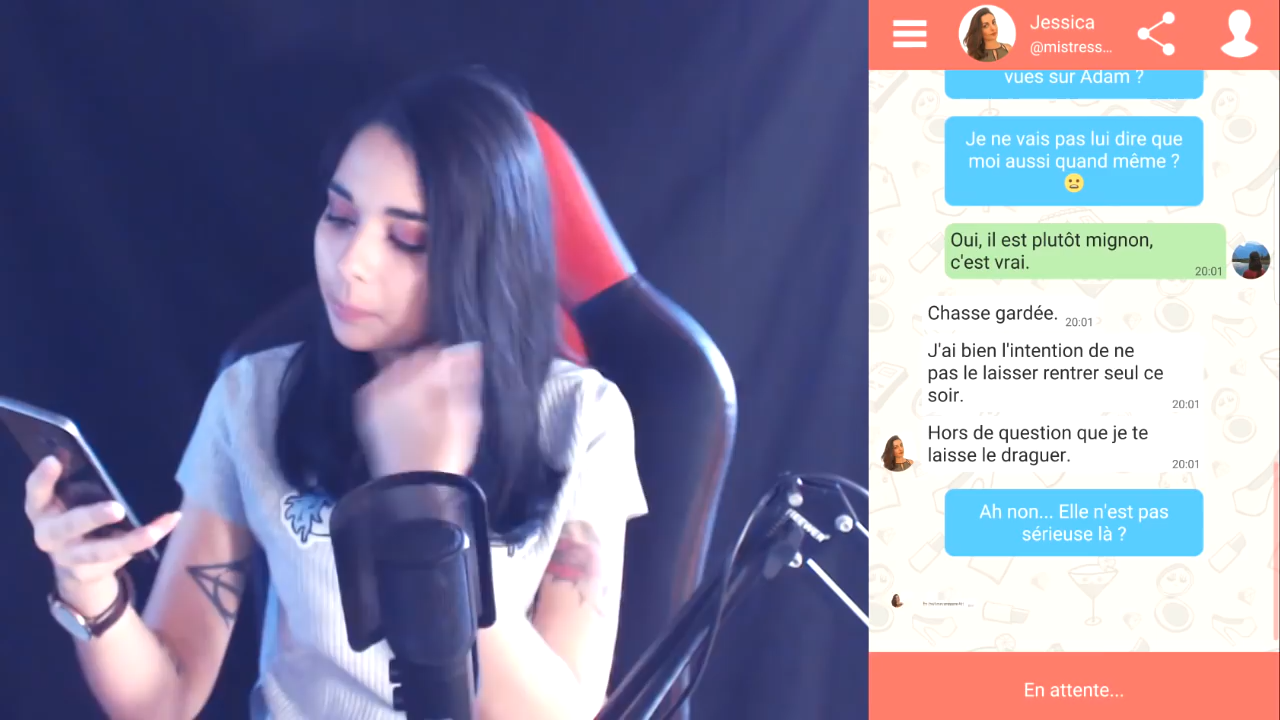 Jessica
@mistress...
vues sur Adam ?
Je ne vais pas lui dire que
moi aussi quand même ?
😬
Oui, il est plutôt mignon,
c'est vrai.
20:01
Chasse gardée.
20:01
J'ai bien l'intention de ne
pas le laisser rentrer seul ce
soir.
20:01
Hors de question que je te
laisse le draguer.
20:01
Ah non... Elle n'est pas
sérieuse là ?
En attente...